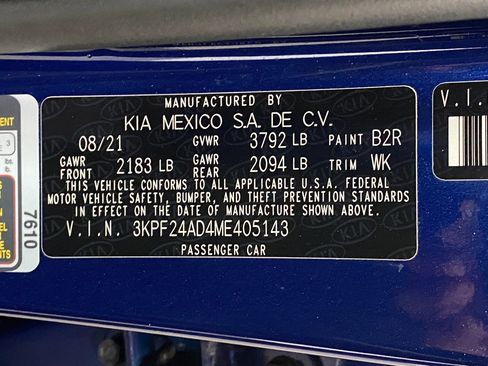 MANUFACTURED BY
KIA MEXICO S.A. DE C.V.
08/21 GVWR 3792 LB PAINT B2R
GAWR FRONT 2183 LB GAWR REAR 2094 LB TRIM WK
THIS VEHICLE CONFORMS TO ALL APPLICABLE U.S.A. FEDERAL
MOTOR VEHICLE SAFETY, BUMPER, AND THEFT PREVENTION STANDARDS
IN EFFECT ON THE DATE OF MANUFACTURE SHOWN ABOVE.
V.I.N. 3KPF24AD4ME405143
PASSENGER CAR
7610
3
lbs.
V.I.